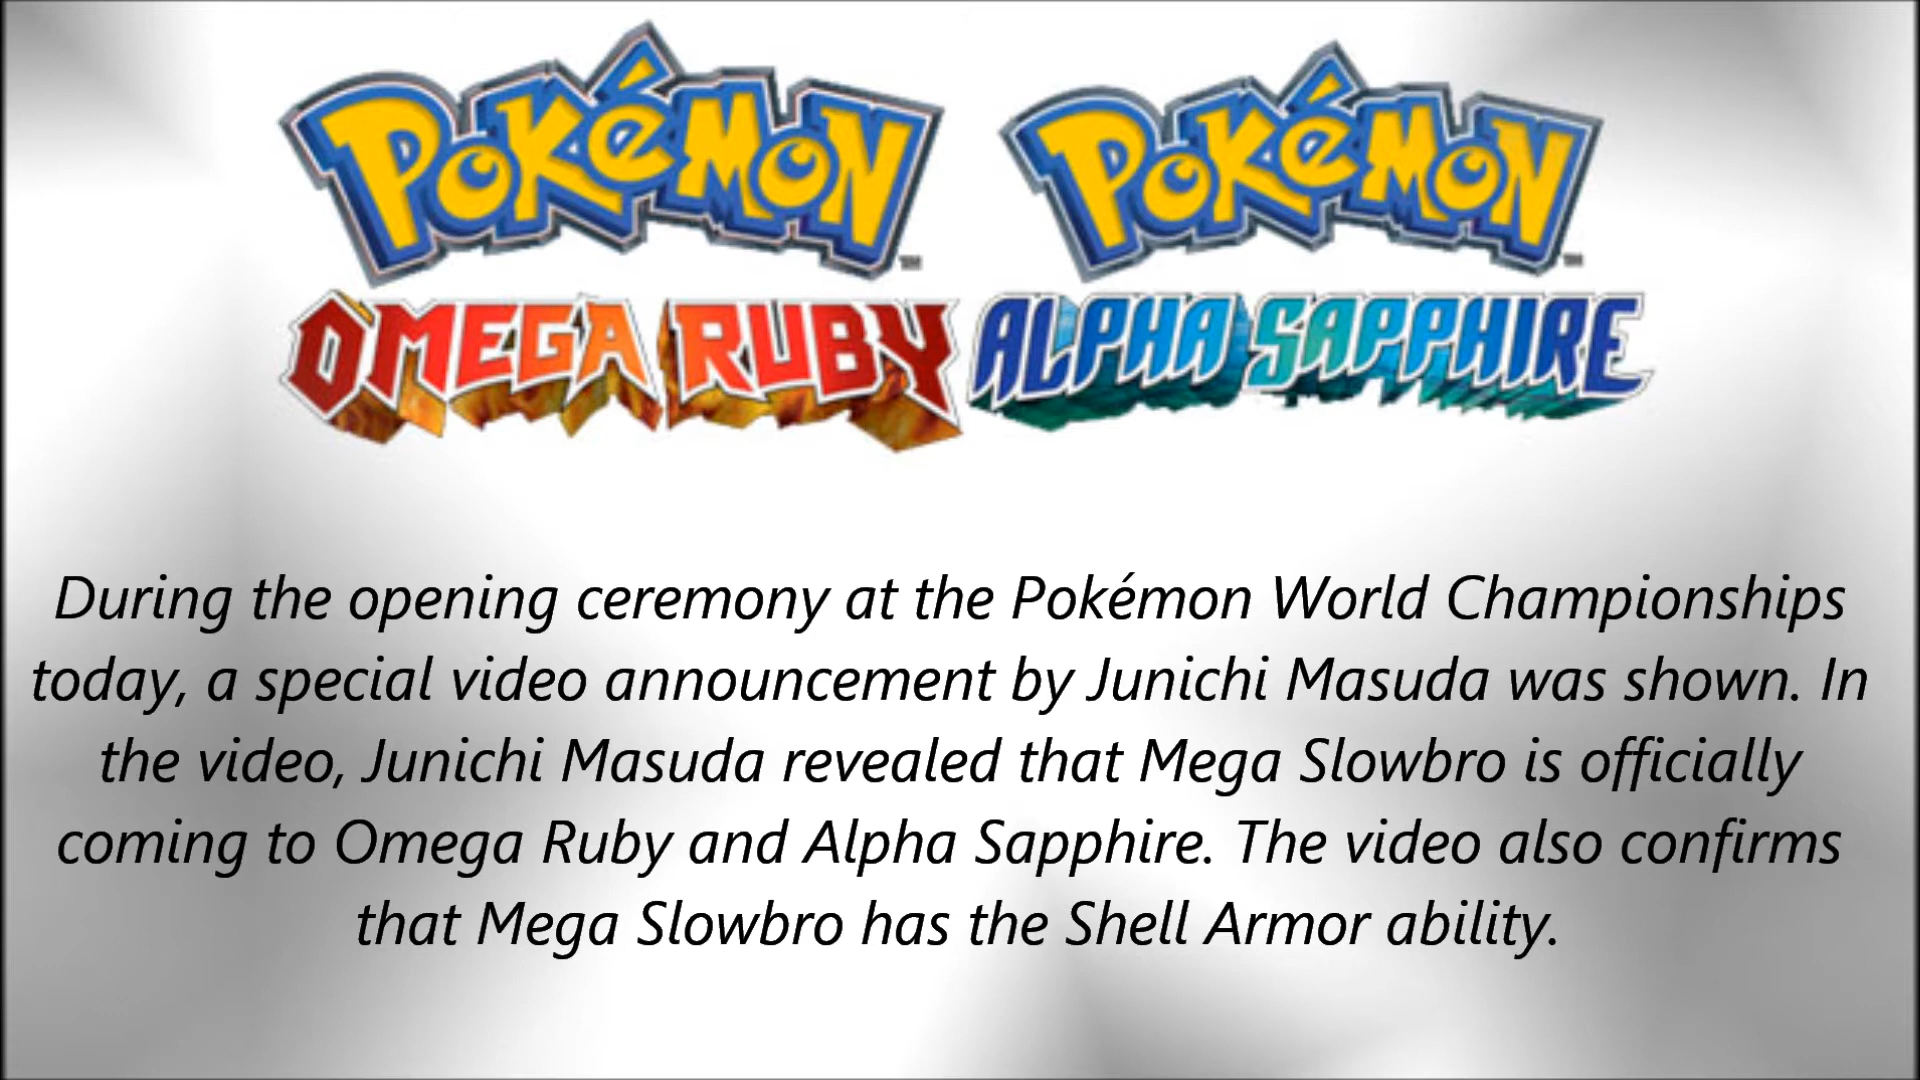 POKéMON POKéMON
™ ™
OMEGA RUBY ALPHA SAPPHIRE
During the opening ceremony at the Pokémon World Championships
today, a special video announcement by Junichi Masuda was shown. In
the video, Junichi Masuda revealed that Mega Slowbro is officially
coming to Omega Ruby and Alpha Sapphire. The video also confirms
that Mega Slowbro has the Shell Armor ability.